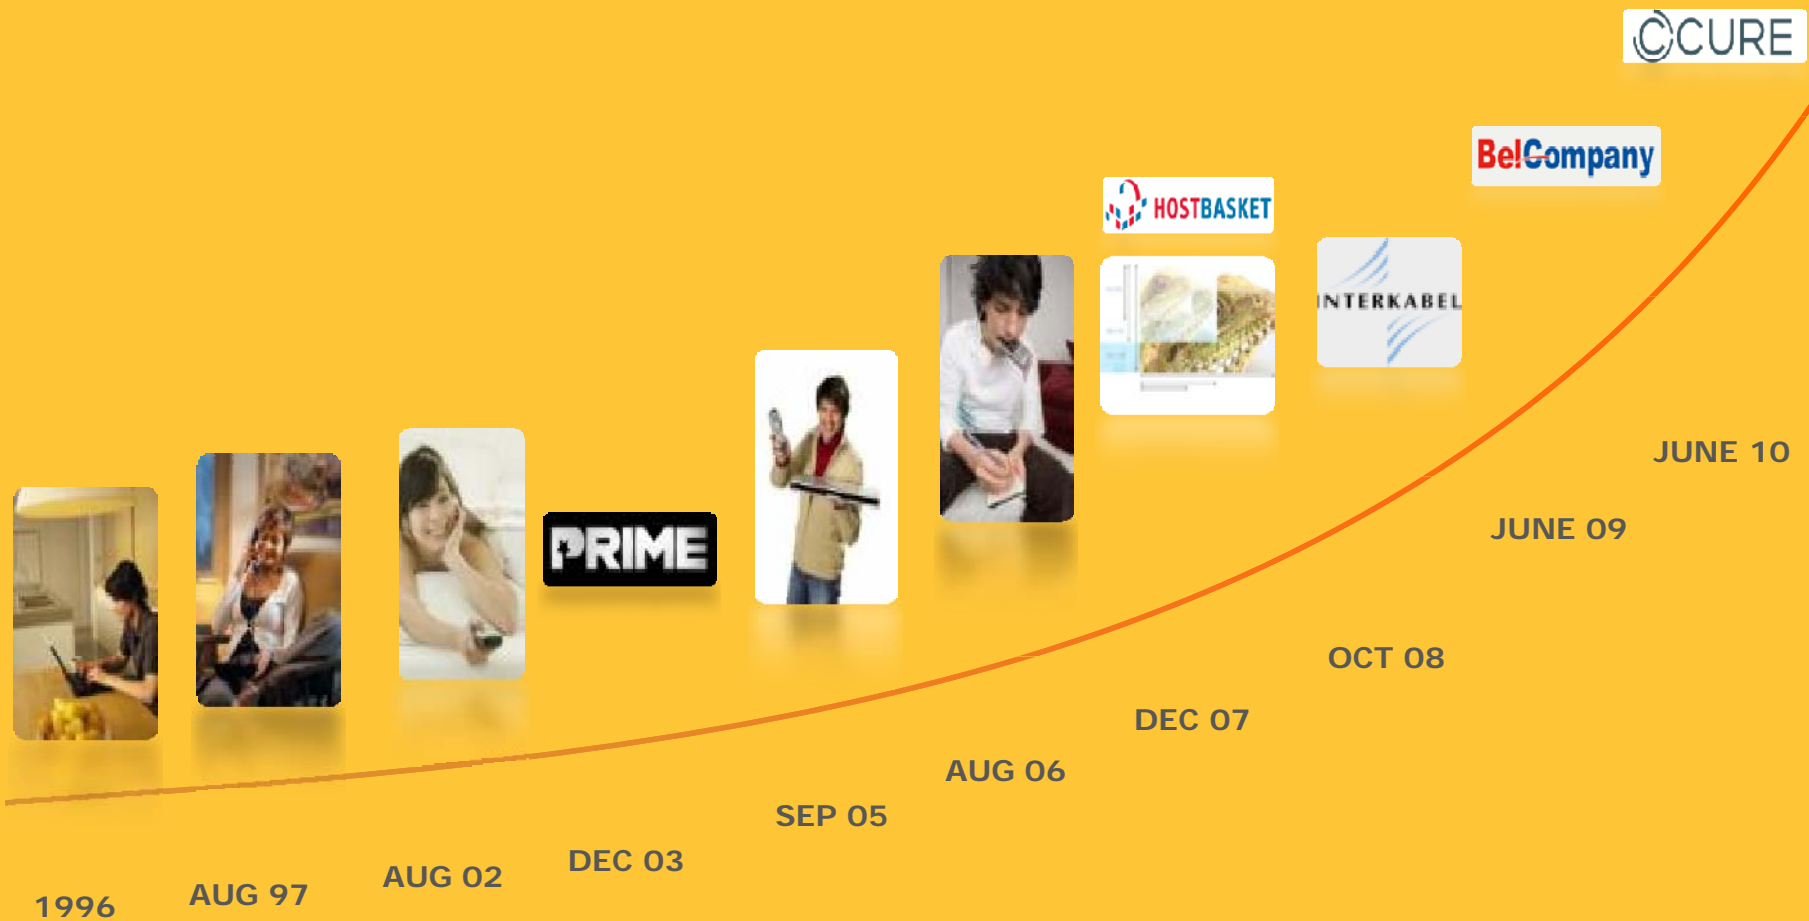 CCURE
BelCompany
HOSTBASKET
INTERKABEL
PRIME
JUNE 10
JUNE 09
OCT 08
DEC 07
AUG 06
SEP 05
DEC 03
AUG 02
AUG 97
1996